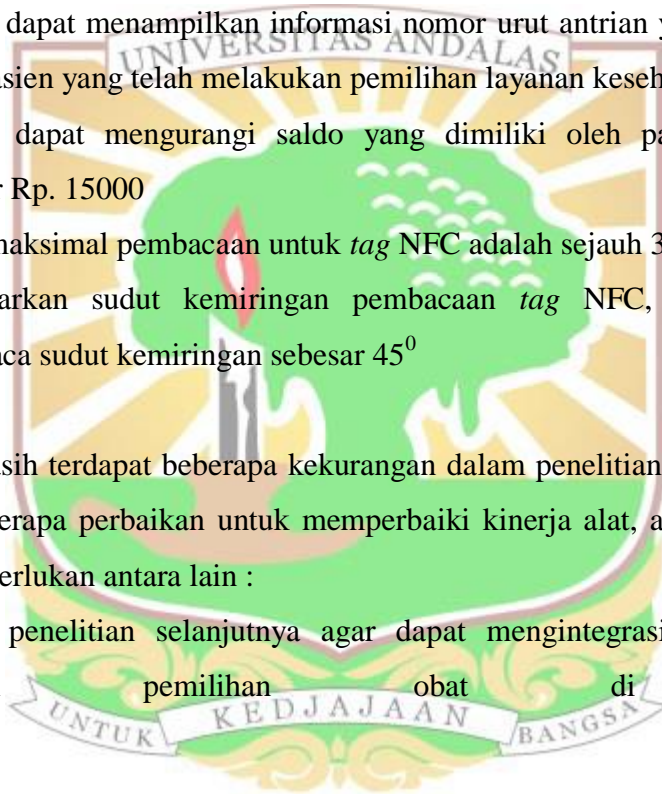 UNIVERSITAS ANDALAS
dapat menampilkan informasi nomor urut antrian
asien yang telah melakukan pemilihan layanan keseh
dapat mengurangi saldo yang dimiliki oleh pa
r Rp. 15000
maksimal pembacaan untuk tag NFC adalah sejauh 3
arkan sudut kemiringan pembacaan tag NFC,
aca sudut kemiringan sebesar 45⁰
sih terdapat beberapa kekurangan dalam penelitian
erapa perbaikan untuk memperbaiki kinerja alat, a
erlukan antara lain :
penelitian selanjutnya agar dapat mengintegrasi
pemilihan obat di
UNTUK KEDJAJAAN BANGSA